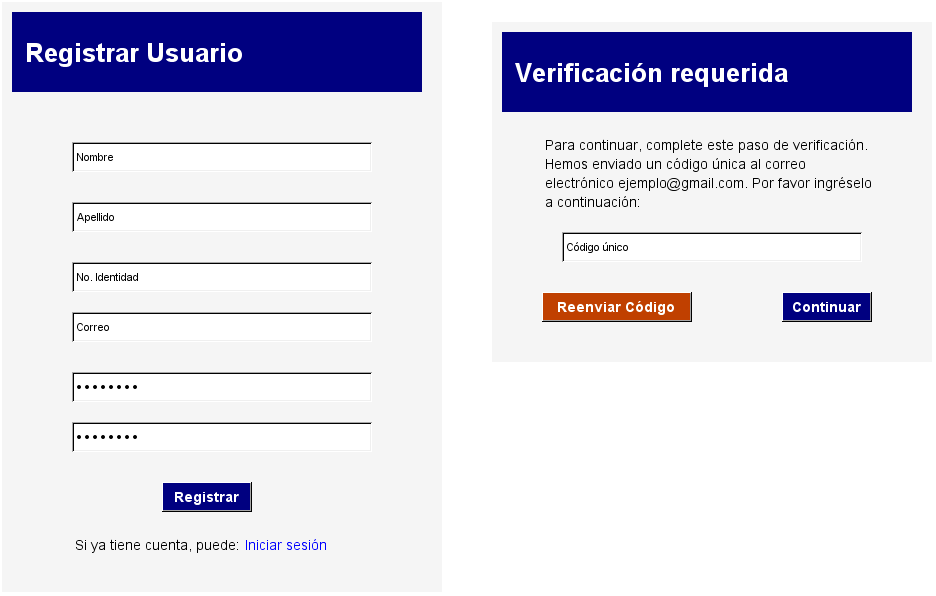 Registrar Usuario
Nombre
Apellido
No. Identidad
Correo
••••••••
••••••••
Registrar
Si ya tiene cuenta, puede: Iniciar sesión
Verificación requerida
Para continuar, complete este paso de verificación.
Hemos enviado un código única al correo
electrónico ejemplo@gmail.com. Por favor ingréselo
a continuación:
Código único
Reenviar Código
Continuar